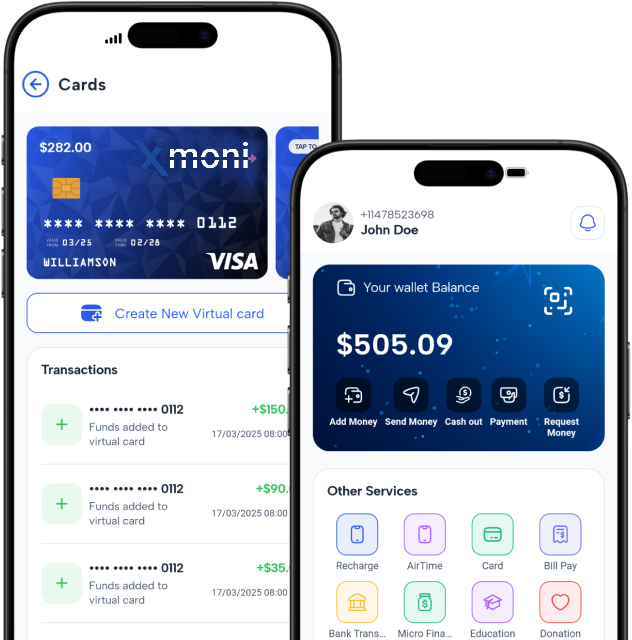 Cards
$282.00
Xmoni
TAP TO
**** **** **** 0112
VALID FROM 03/25 VALID THRU 02/28
WILLIAMSON
VISA
Create New Virtual card
Transactions
•••• •••• •••• 0112
+$150.
Funds added to
virtual card
17/03/2025 08:00
•••• •••• •••• 0112
+$90.
Funds added to
virtual card
17/03/2025 08:00
•••• •••• •••• 0112
+$35.
Funds added to
virtual card
17/03/2025 08:00
+11478523698
John Doe
Your wallet Balance
$505.09
Add Money
Send Money
Cash out
Payment
Request
Money
Other Services
Recharge
AirTime
Card
Bill Pay
Bank Trans...
Micro Fina...
Education
Donation